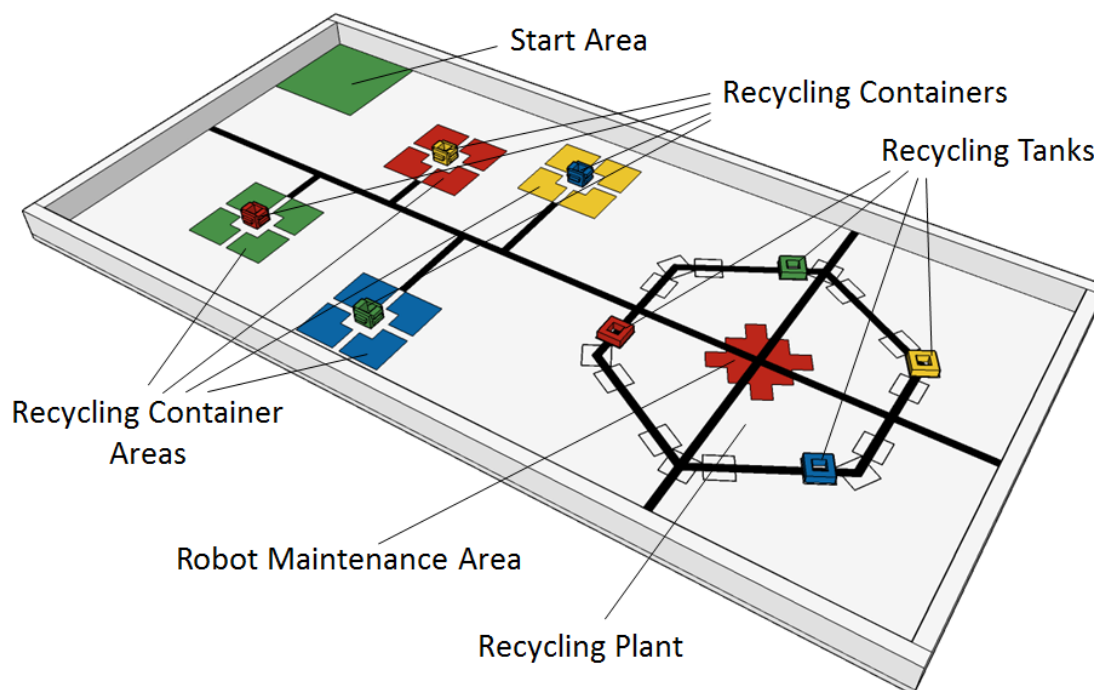 Start Area
Recycling Containers
Recycling Tanks
Recycling Container
Areas
Robot Maintenance Area
Recycling Plant